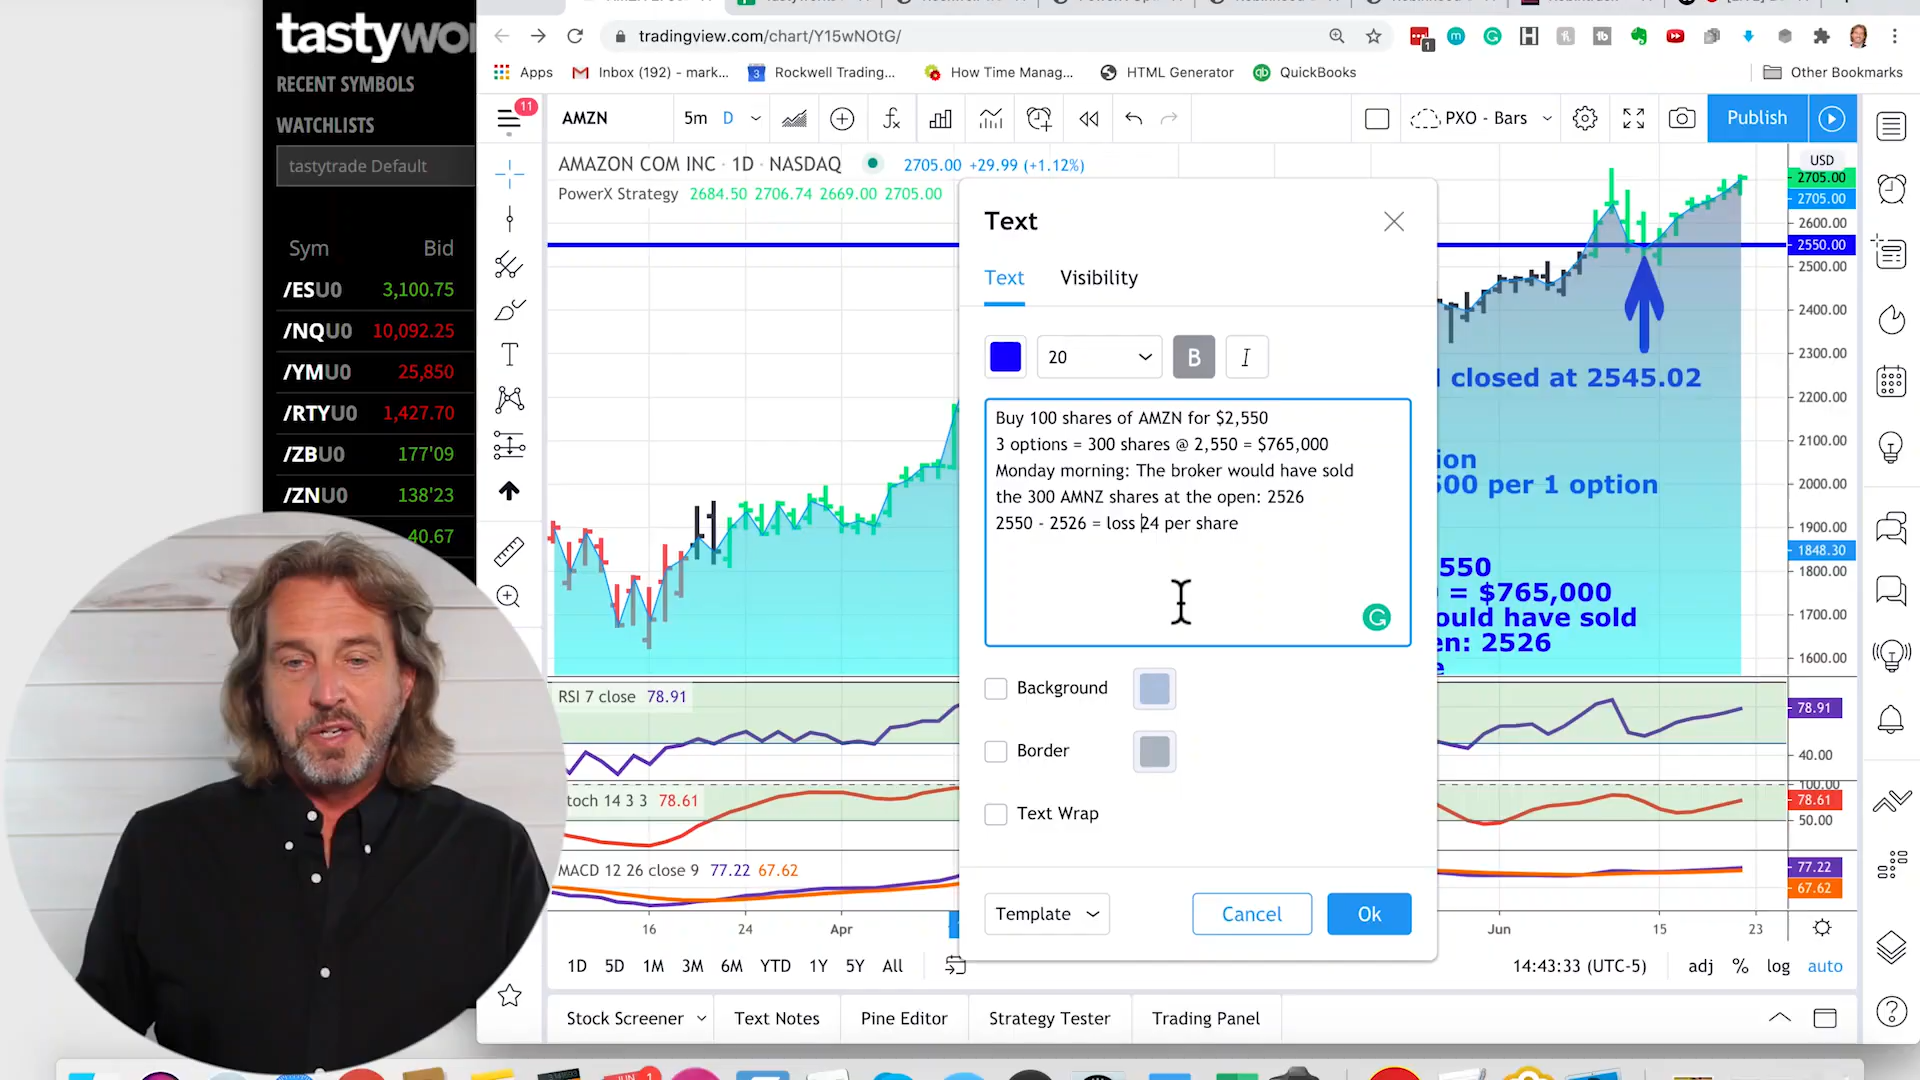 tastywor
RECENT SYMBOLS
WATCHLISTS
tastytrade Default
Sym Bid
/ESU0 3,100.75
/NQU0 10,092.25
/YMU0 25,850
/RTYU0 1,427.70
/ZBU0 177'09
/ZNU0 138'23
40.67
tradingview.com/chart/Y15wNOtG/
Apps Inbox (192) - mark... Rockwell Trading... How Time Manag... HTML Generator QuickBooks Other Bookmarks
11 AMZN 5m D PXO - Bars Publish
AMAZON COM INC · 1D · NASDAQ 2705.00 +29.99 (+1.12%)
PowerX Strategy 2684.50 2706.74 2669.00 2705.00
USD
2705.00
2705.00
2600.00
2550.00
2500.00
2400.00
2300.00
2200.00
2100.00
2000.00
1900.00
1848.30
1800.00
1700.00
1600.00
closed at 2545.02
ion
500 per 1 option
550
= $765,000
ould have sold
en: 2526
e
Text
Text Visibility
20 B I
Buy 100 shares of AMZN for $2,550
3 options = 300 shares @ 2,550 = $765,000
Monday morning: The broker would have sold
the 300 AMNZ shares at the open: 2526
2550 - 2526 = loss 24 per share
Background
Border
Text Wrap
Template Cancel Ok
RSI 7 close 78.91
78.91
40.00
toch 14 3 3 78.61
100.00
78.61
50.00
MACD 12 26 close 9 77.22 67.62
77.22
67.62
16 24 Apr Jun 15 23
1D 5D 1M 3M 6M YTD 1Y 5Y All 14:43:33 (UTC-5) adj % log auto
Stock Screener Text Notes Pine Editor Strategy Tester Trading Panel